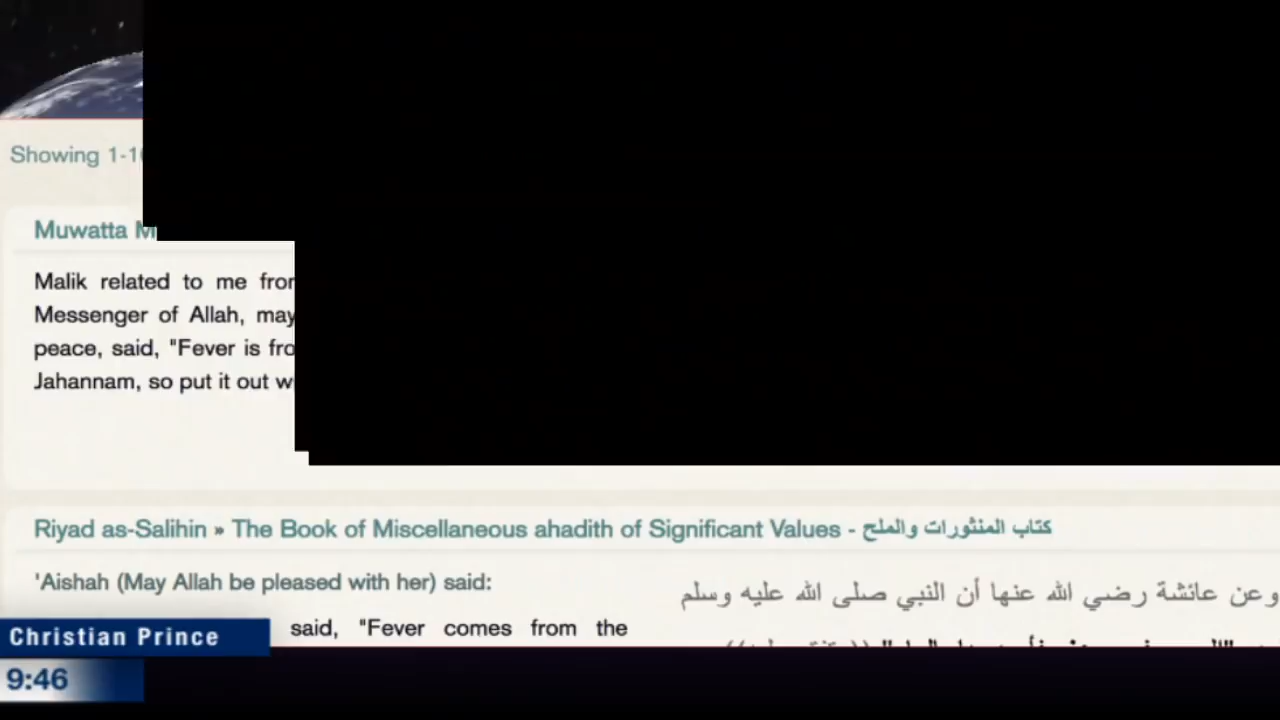 Showing 1-1
Muwatta M
Malik related to me from
Messenger of Allah, may
peace, said, "Fever is fro
Jahannam, so put it out w
Riyad as-Salihin » The Book of Miscellaneous ahadith of Significant Values - كتاب المنثورات والملح
'Aishah (May Allah be pleased with her) said:
وعن عائشة رضي الله عنها أن النبي صلى الله عليه وسلم
said, "Fever comes from the
Christian Prince
9:46